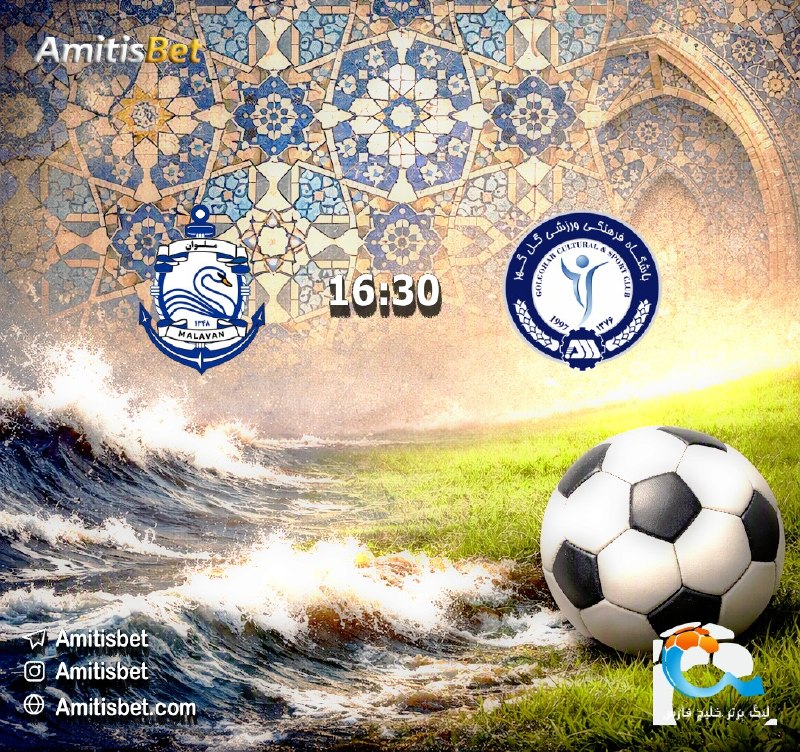 AmitisBet
ملوان
۱۳۴۸
MALAVAN
16:30
باشگاه فرهنگی ورزشی گل گهر
GOLGOHAR CULTURAL & SPORT CLUB
1997 ۱۳۷۶
Amitisbet
Amitisbet
Amitisbet.com
لیگ برتر خلیج فارس